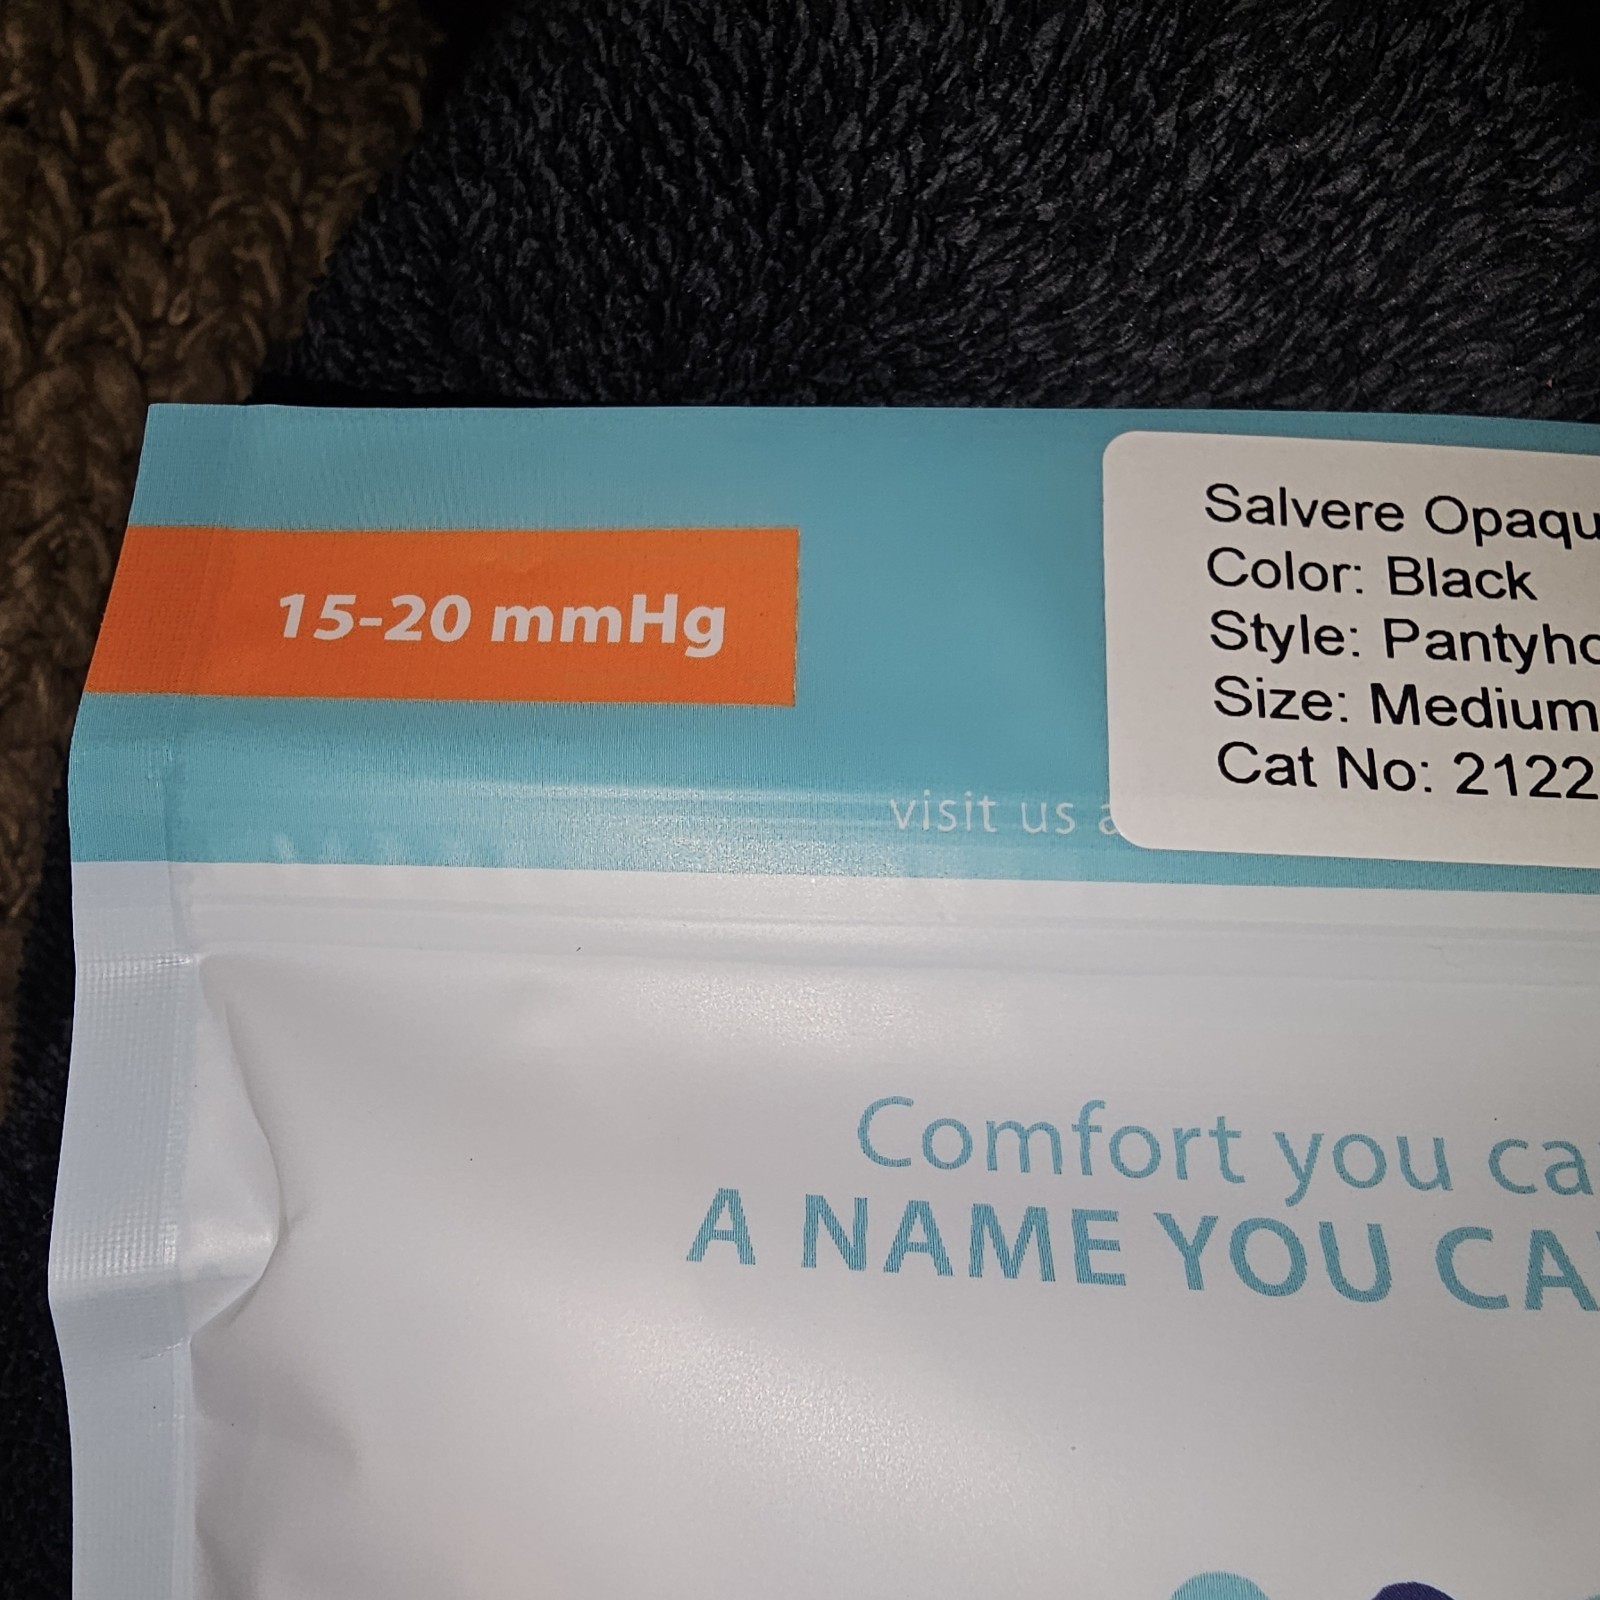 15-20 mmHg
Salvere Opaqu
Color: Black
Style: Pantyho
Size: Medium
Cat No: 2122
visit us a
Comfort you ca
A NAME YOU CA